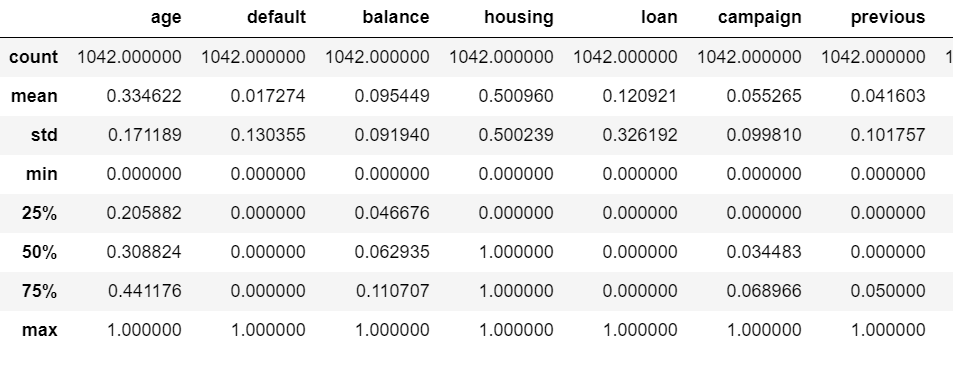 age default balance housing loan campaign previous
count 1042.000000 1042.000000 1042.000000 1042.000000 1042.000000 1042.000000 1042.000000 1
mean 0.334622 0.017274 0.095449 0.500960 0.120921 0.055265 0.041603
std 0.171189 0.130355 0.091940 0.500239 0.326192 0.099810 0.101757
min 0.000000 0.000000 0.000000 0.000000 0.000000 0.000000 0.000000
25% 0.205882 0.000000 0.046676 0.000000 0.000000 0.000000 0.000000
50% 0.308824 0.000000 0.062935 1.000000 0.000000 0.034483 0.000000
75% 0.441176 0.000000 0.110707 1.000000 0.000000 0.068966 0.050000
max 1.000000 1.000000 1.000000 1.000000 1.000000 1.000000 1.000000